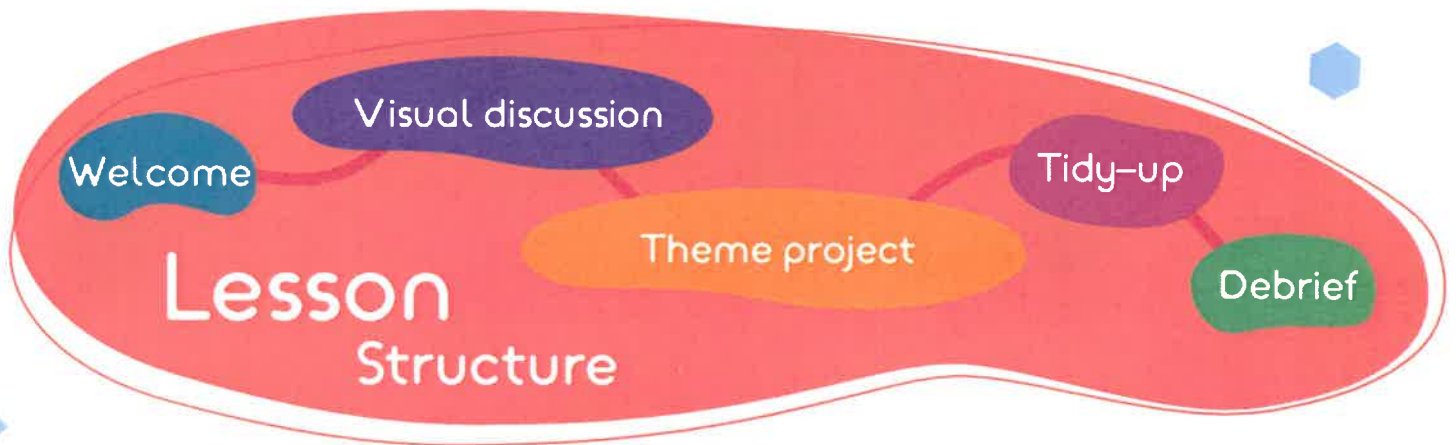 Welcome
Visual discussion
Theme project
Tidy-up
Debrief
Lesson
Structure